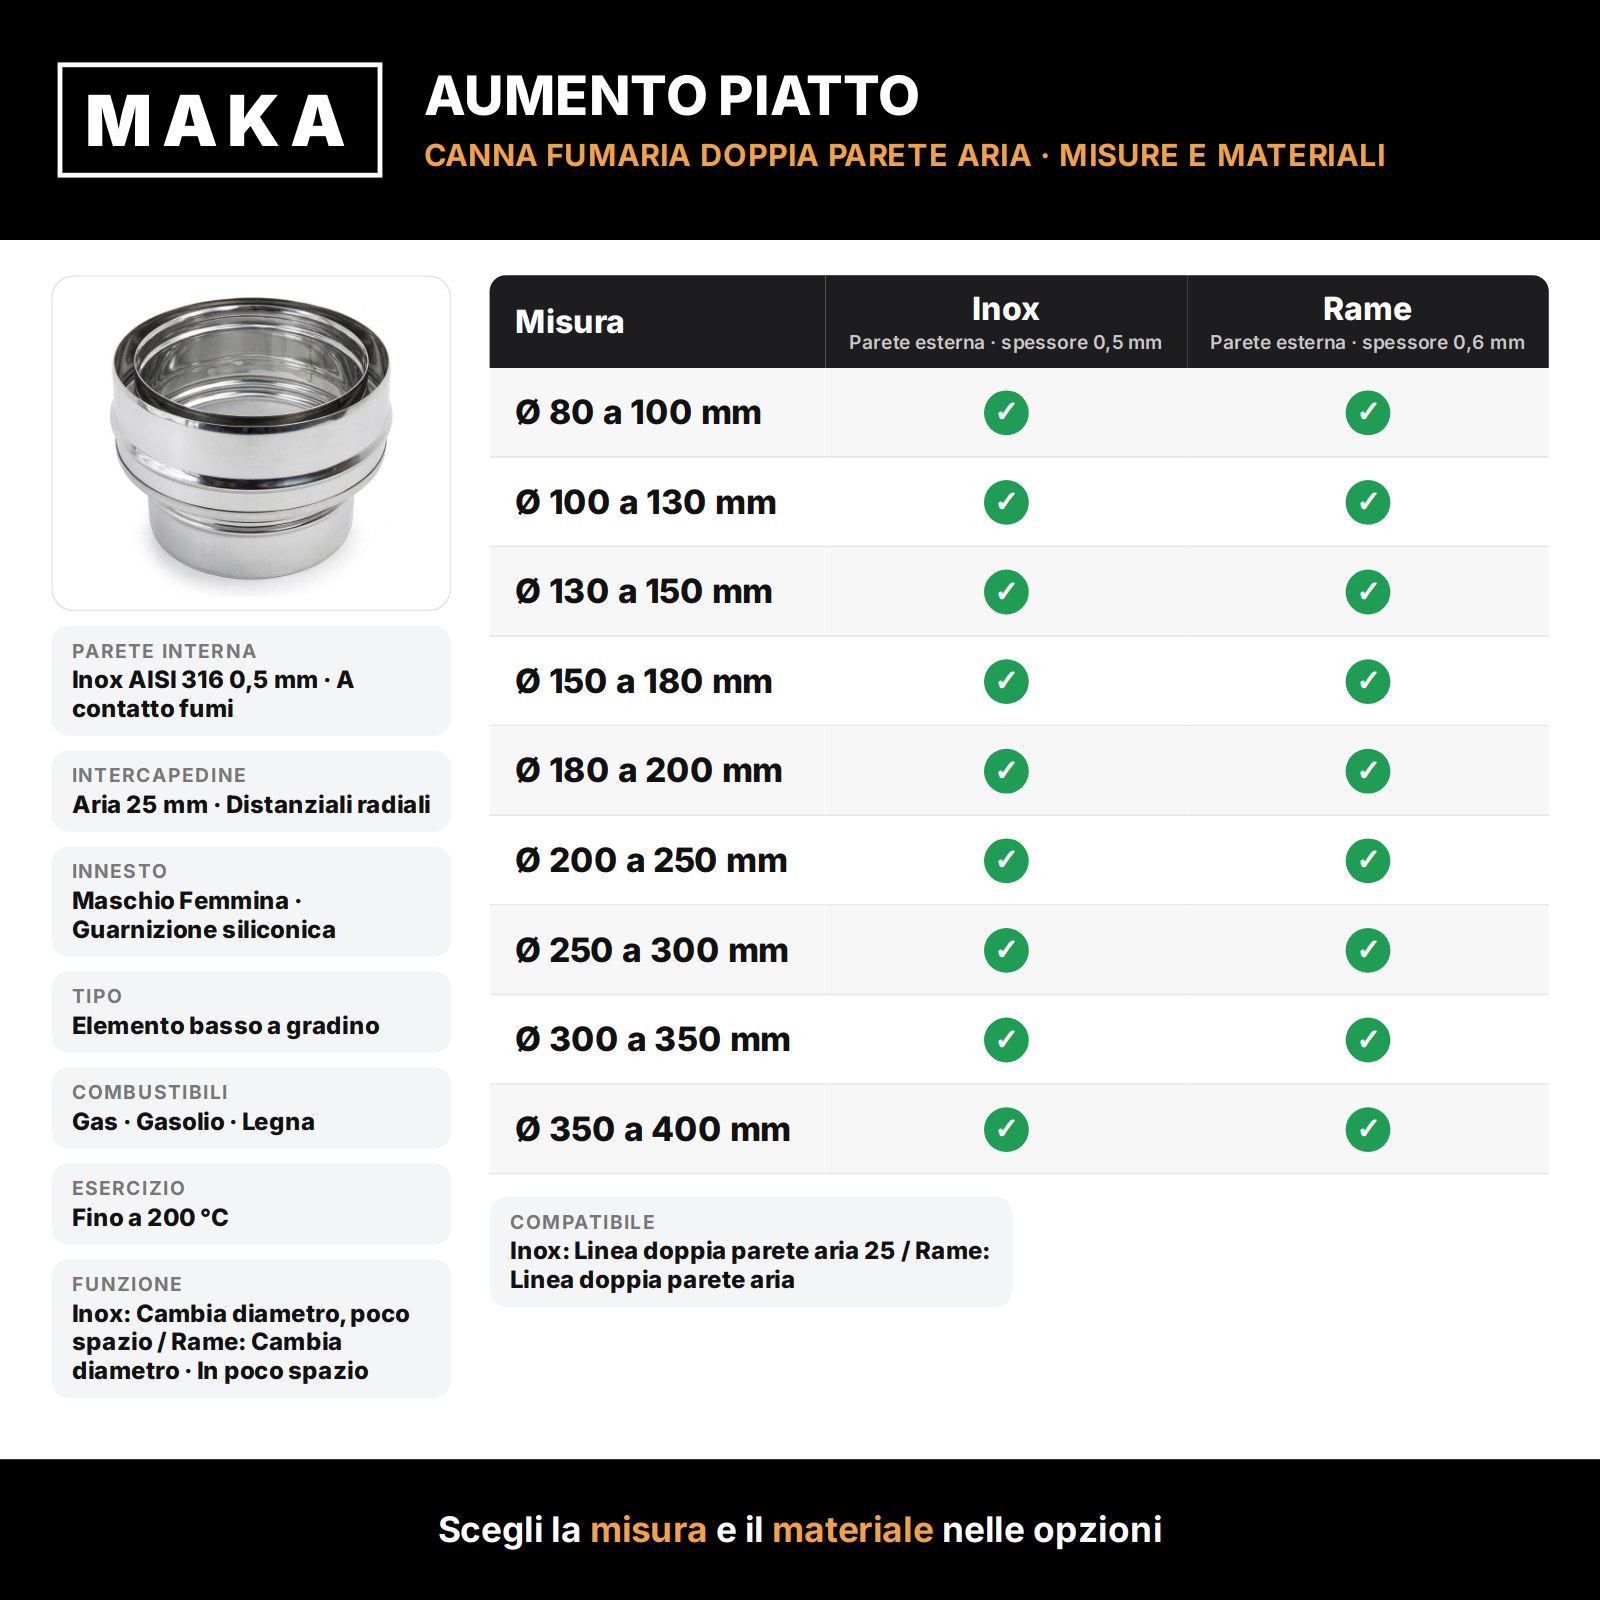 MAKA
AUMENTO PIATTO
CANNA FUMARIA DOPPIA PARETE ARIA · MISURE E MATERIALI
PARETE INTERNA
Inox AISI 316 0,5 mm · A
contatto fumi
INTERCAPEDINE
Aria 25 mm · Distanziali radiali
INNESTO
Maschio Femmina ·
Guarnizione siliconica
TIPO
Elemento basso a gradino
COMBUSTIBILI
Gas · Gasolio · Legna
ESERCIZIO
Fino a 200 °C
FUNZIONE
Inox: Cambia diametro, poco
spazio / Rame: Cambia
diametro · In poco spazio
Misura
Inox
Parete esterna · spessore 0,5 mm
Rame
Parete esterna · spessore 0,6 mm
Ø 80 a 100 mm ✓ ✓
Ø 100 a 130 mm ✓ ✓
Ø 130 a 150 mm ✓ ✓
Ø 150 a 180 mm ✓ ✓
Ø 180 a 200 mm ✓ ✓
Ø 200 a 250 mm ✓ ✓
Ø 250 a 300 mm ✓ ✓
Ø 300 a 350 mm ✓ ✓
Ø 350 a 400 mm ✓ ✓
COMPATIBILE
Inox: Linea doppia parete aria 25 / Rame:
Linea doppia parete aria
Scegli la misura e il materiale nelle opzioni